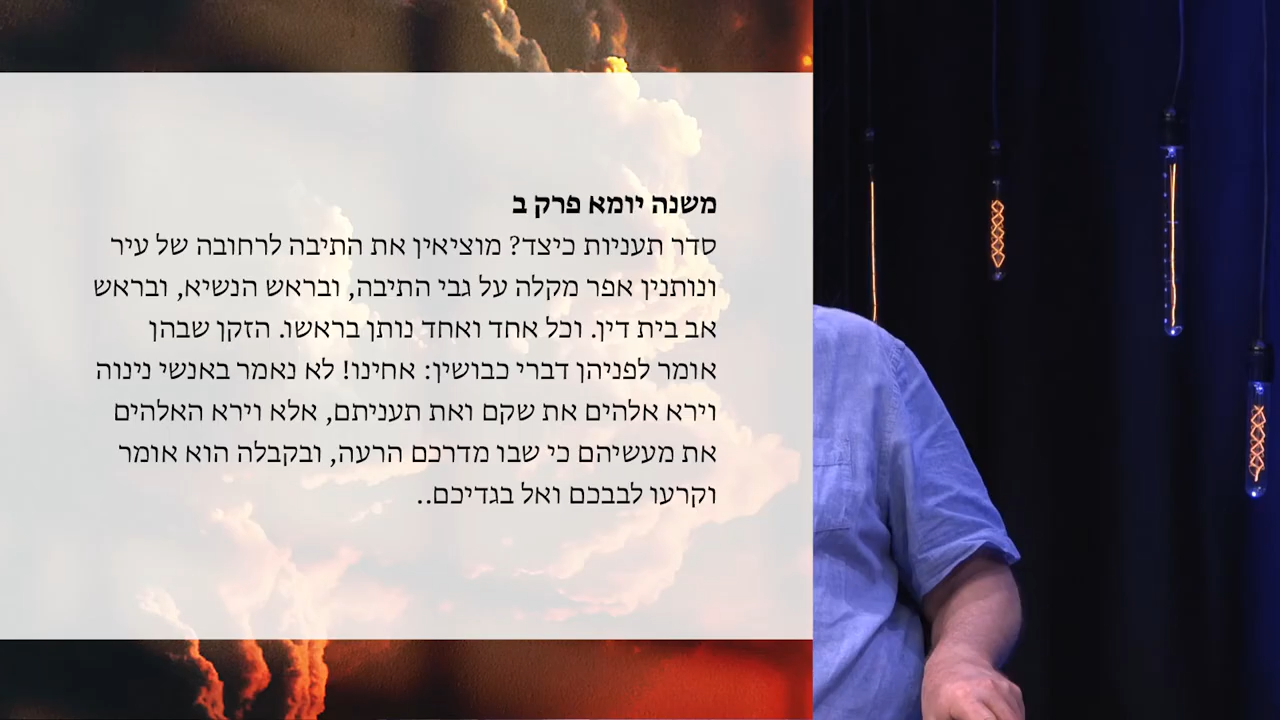 משנה יומא פרק ב
סדר תעניות כיצד? מוציאין את התיבה לרחובה של עיר
ונותנין אפר מקלה על גבי התיבה, ובראש הנשיא, ובראש
אב בית דין. וכל אחד ואחד נותן בראשו. הזקן שבהן
אומר לפניהן דברי כבושין: אחינו! לא נאמר באנשי נינוה
וירא אלהים את שקם ואת תעניתם, אלא וירא האלהים
את מעשיהם כי שבו מדרכם הרעה, ובקבלה הוא אומר
וקרעו לבבכם ואל בגדיכם..